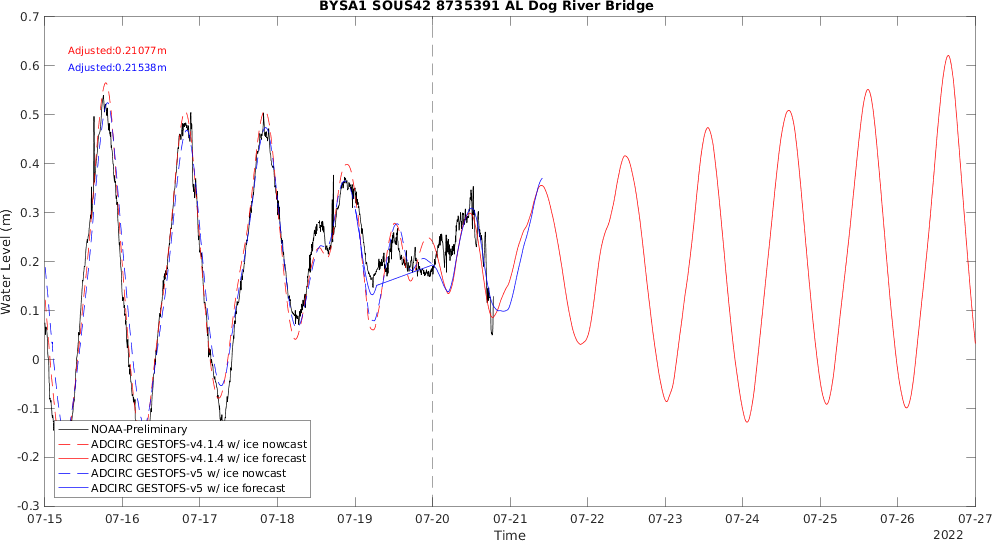 BYSA1 SOUS42 8735391 AL Dog River Bridge
Adjusted:0.21077m
Adjusted:0.21538m
Water Level (m)
0.7
0.6
0.5
0.4
0.3
0.2
0.1
0
-0.1
-0.2
-0.3
NOAA-Preliminary
ADCIRC GESTOFS-v4.1.4 w/ ice nowcast
ADCIRC GESTOFS-v4.1.4 w/ ice forecast
ADCIRC GESTOFS-v5 w/ ice nowcast
ADCIRC GESTOFS-v5 w/ ice forecast
07-15 07-16 07-17 07-18 07-19 07-20 07-21 07-22 07-23 07-24 07-25 07-26 07-27
Time
2022